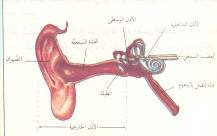 الأذن الوسطى
الأذن الداخلية
القناة السمعية
العصب السمعي
الصيوان
الطبلة
قناة تتصل بالبلعوم
الأذن الخارجية